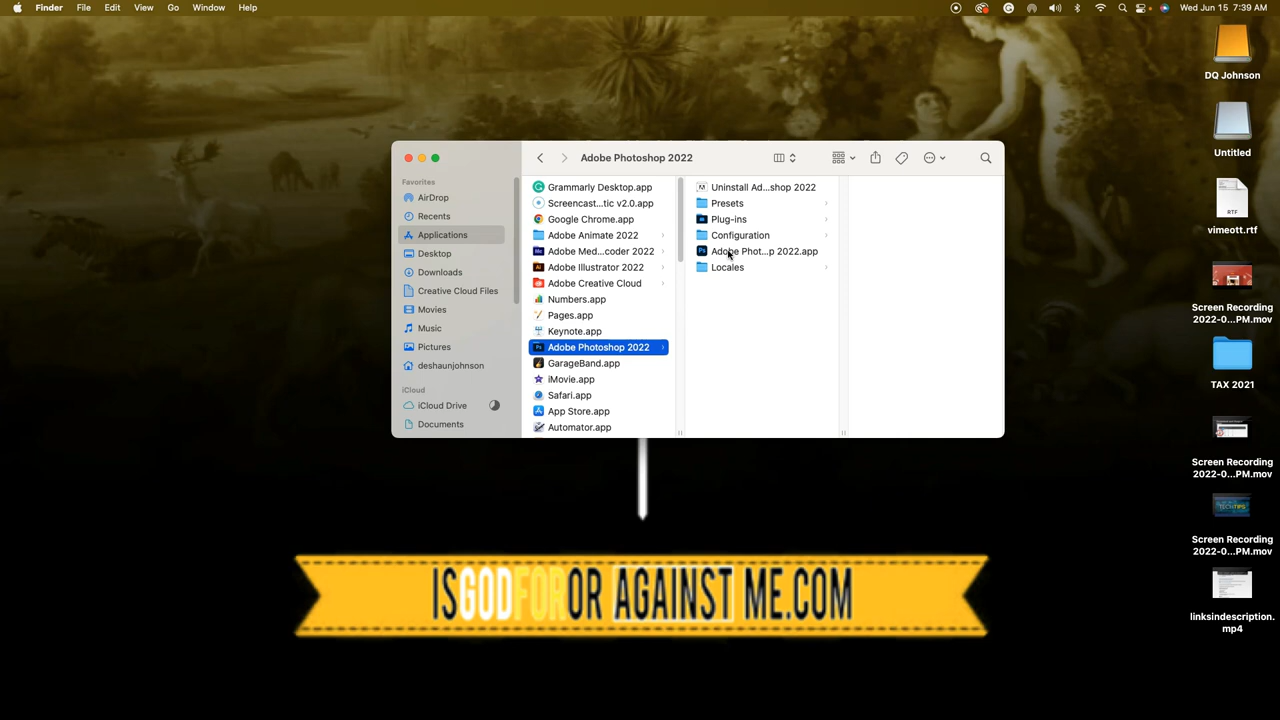 Finder File Edit View Go Window Help
Wed Jun 15 7:39 AM
Adobe Photoshop 2022
Favorites
AirDrop
Recents
Applications
Desktop
Downloads
Creative Cloud Files
Movies
Music
Pictures
deshaunjohnson
iCloud
iCloud Drive
Documents
Grammarly Desktop.app
Screencast...tic v2.0.app
Google Chrome.app
Adobe Animate 2022
Adobe Med...coder 2022
Adobe Illustrator 2022
Adobe Creative Cloud
Numbers.app
Pages.app
Keynote.app
Adobe Photoshop 2022
GarageBand.app
iMovie.app
Safari.app
App Store.app
Automator.app
Uninstall Ad...shop 2022
Presets
Plug-ins
Configuration
Adobe Phot...p 2022.app
Locales
DQ Johnson
Untitled
RTF
vimeott.rtf
Screen Recording
2022-0...PM.mov
TAX 2021
Screen Recording
2022-0...PM.mov
TECH TIPS
Screen Recording
2022-0...PM.mov
linksindescription.
mp4
ISGODFOROR AGAINST ME.COM